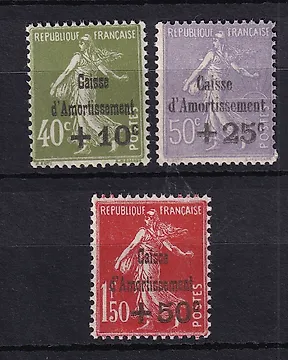 REPUBLIQUE FRANÇAISE
POSTES
Caisse
d'Amortissement
40c
+10c
REPUBLIQUE FRANÇAISE
POSTES
Caisse
d'Amortissement
50c
+25c
REPUBLIQUE FRANÇAISE
POSTES
Caisse
d'Amortissement
1.50
+50c